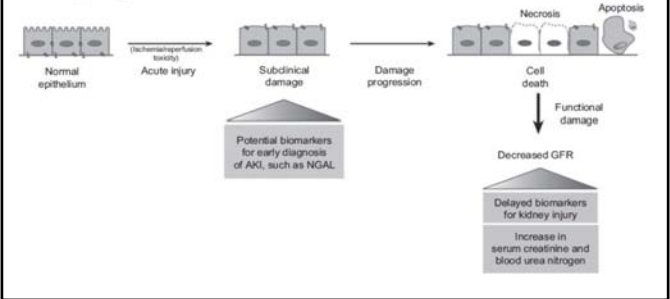 Necrosis
Apoptosis
(Ischemia/reperfusion
toxicity)
Normal
epithelium
Acute injury
Subclinical
damage
Damage
progression
Cell
death
Functional
damage
Potential biomarkers
for early diagnosis
of AKI, such as NGAL
Decreased GFR
Delayed biomarkers
for kidney injury
Increase in
serum creatinine and
blood urea nitrogen